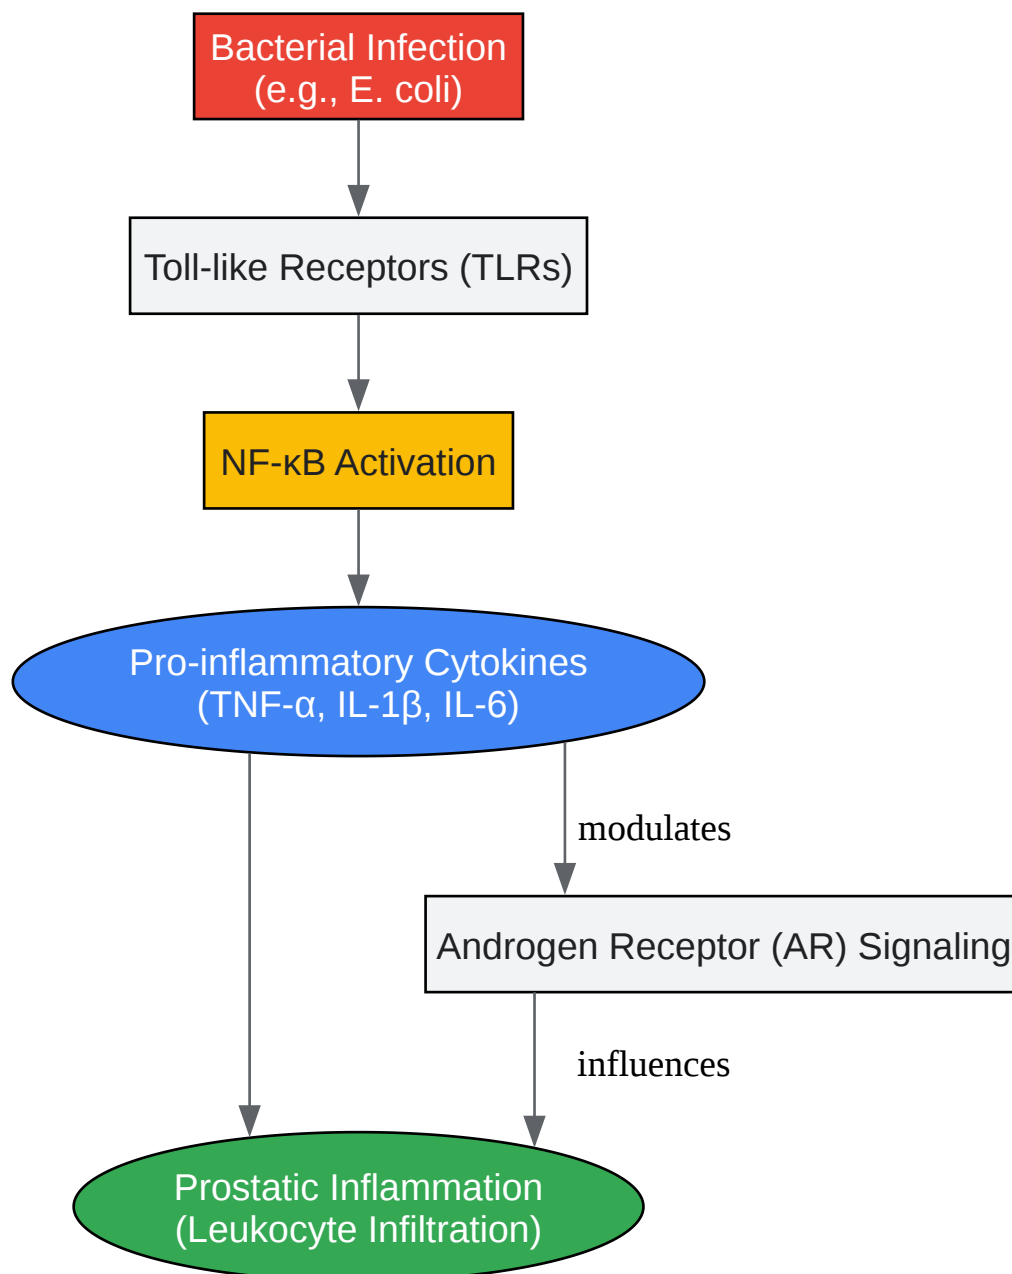 Bacterial Infection
(e.g., E. coli)
Toll-like Receptors (TLRs)
NF-κB Activation
Pro-inflammatory Cytokines
(TNF-α, IL-1β, IL-6)
modulates
Androgen Receptor (AR) Signaling
influences
Prostatic Inflammation
(Leukocyte Infiltration)